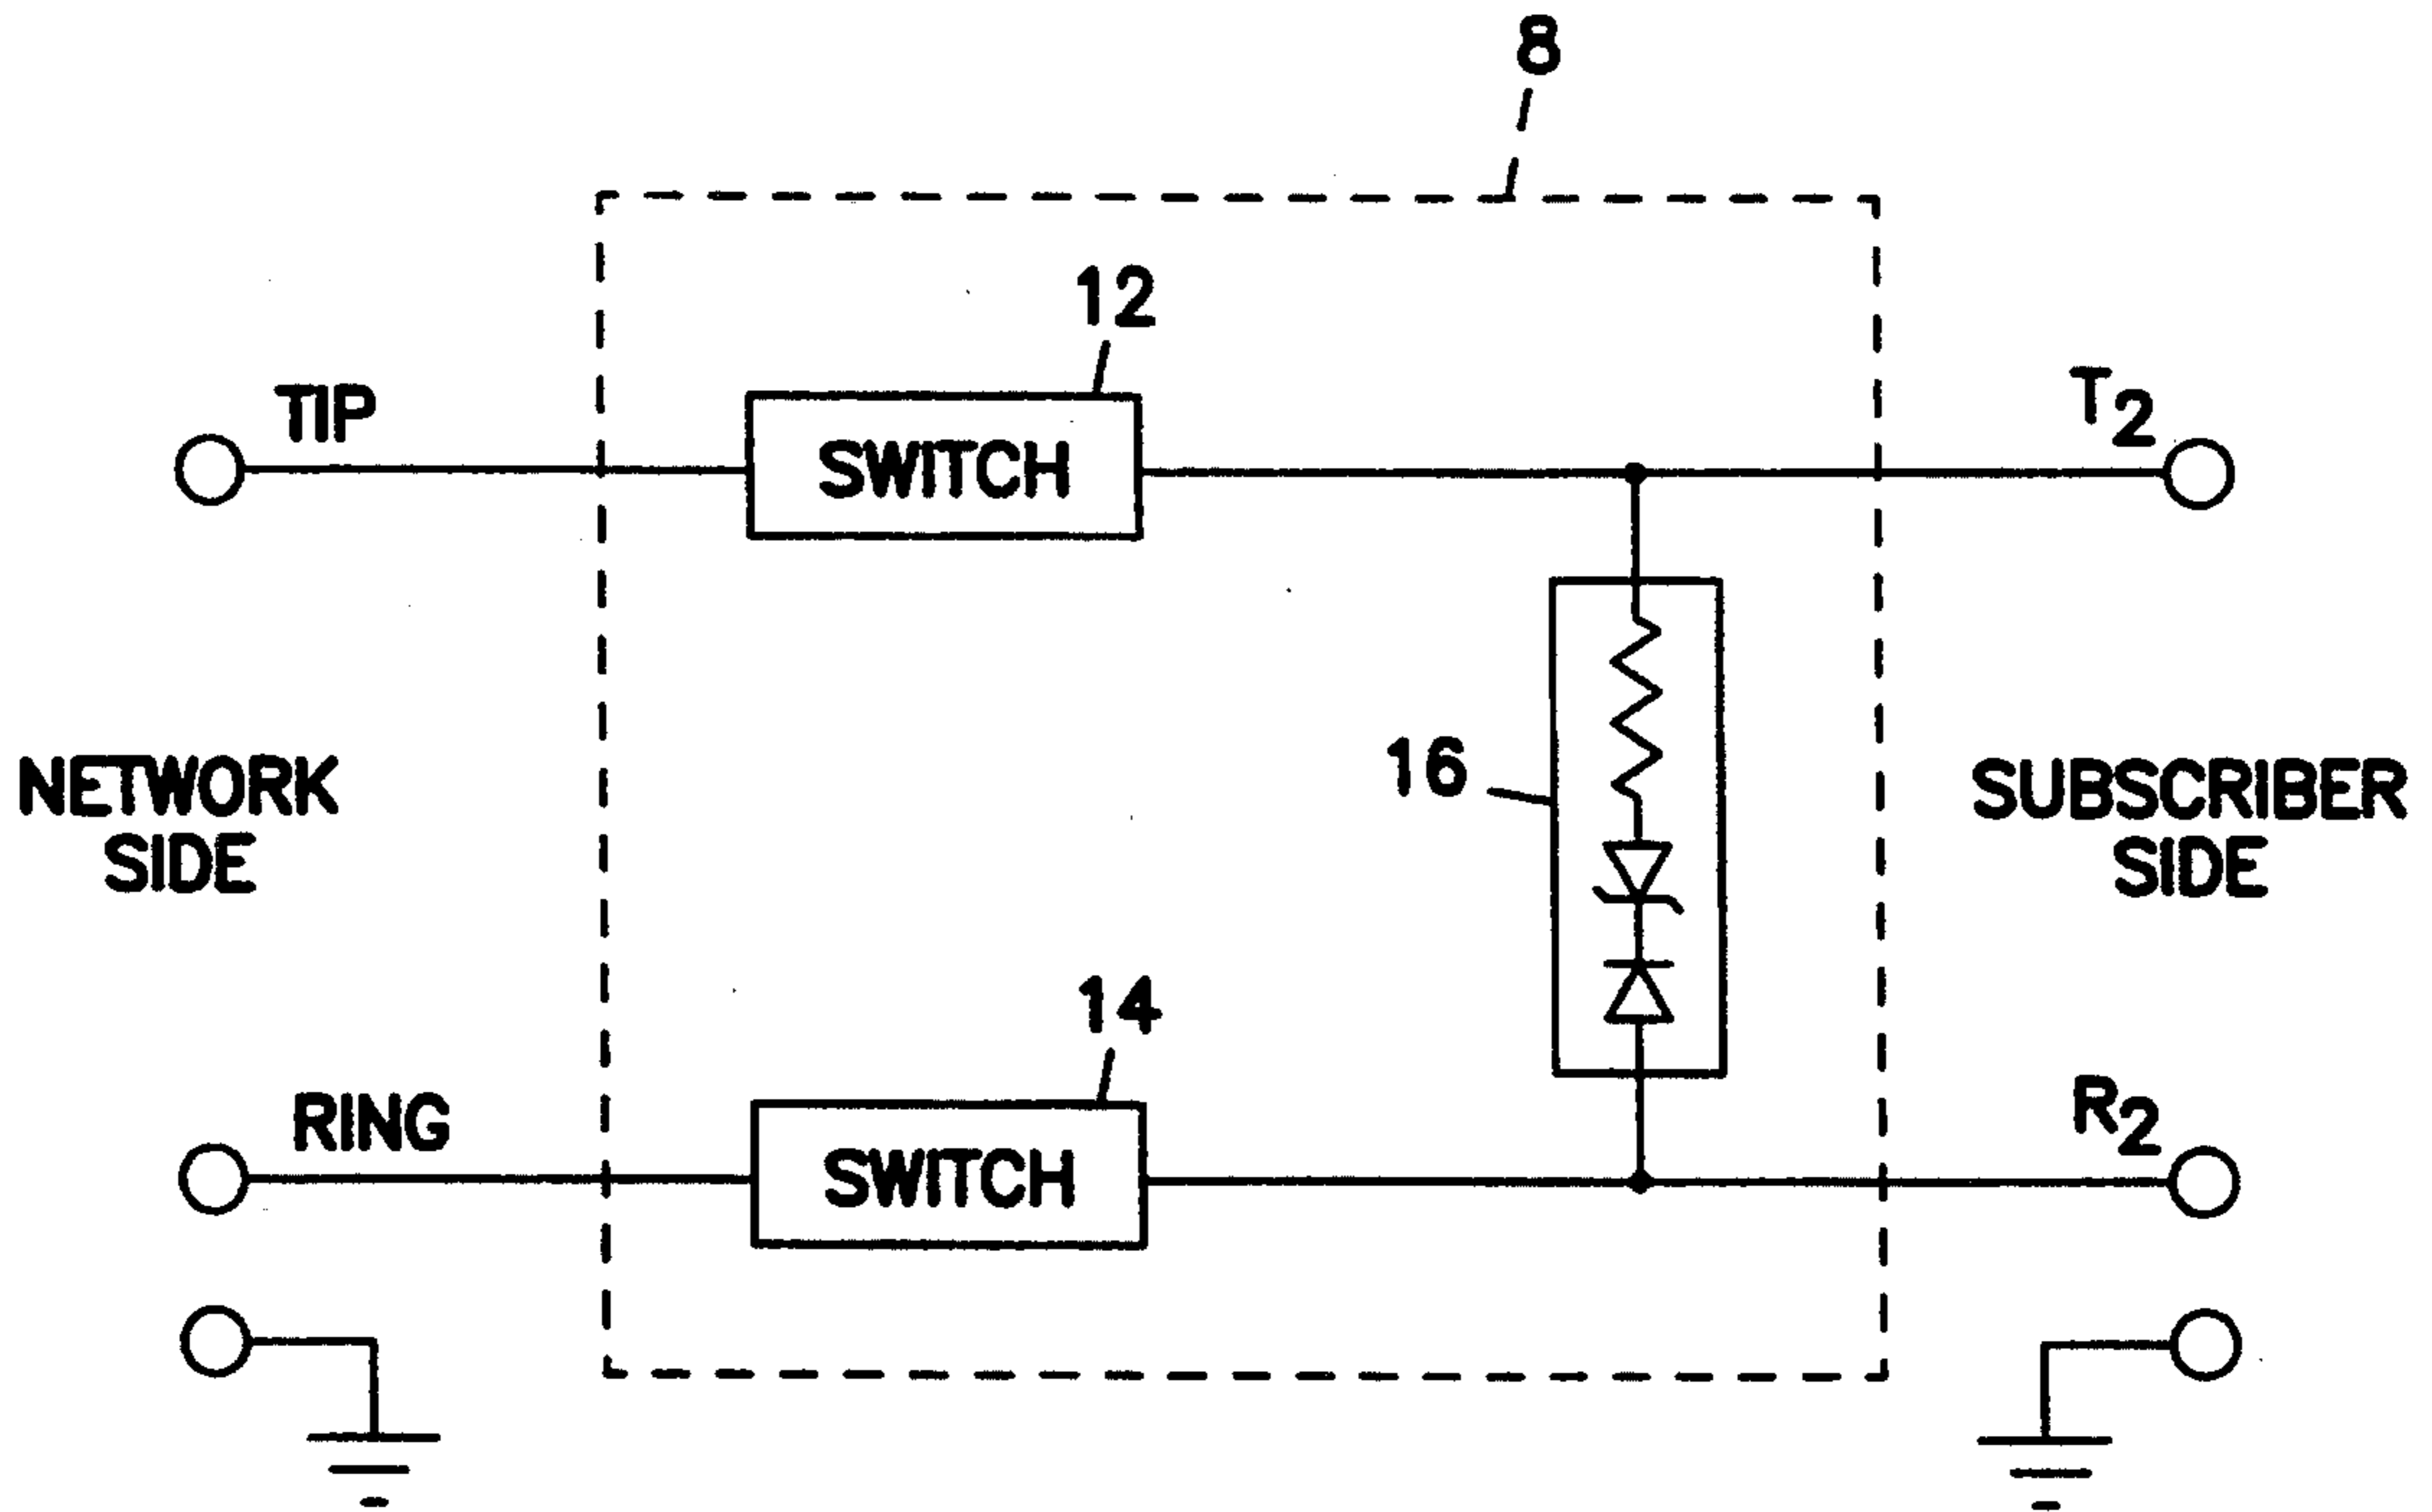 8
12
TIP
SWITCH
T2
16
NETWORK
SIDE
SUBSCRIBER
SIDE
14
RING
SWITCH
R2